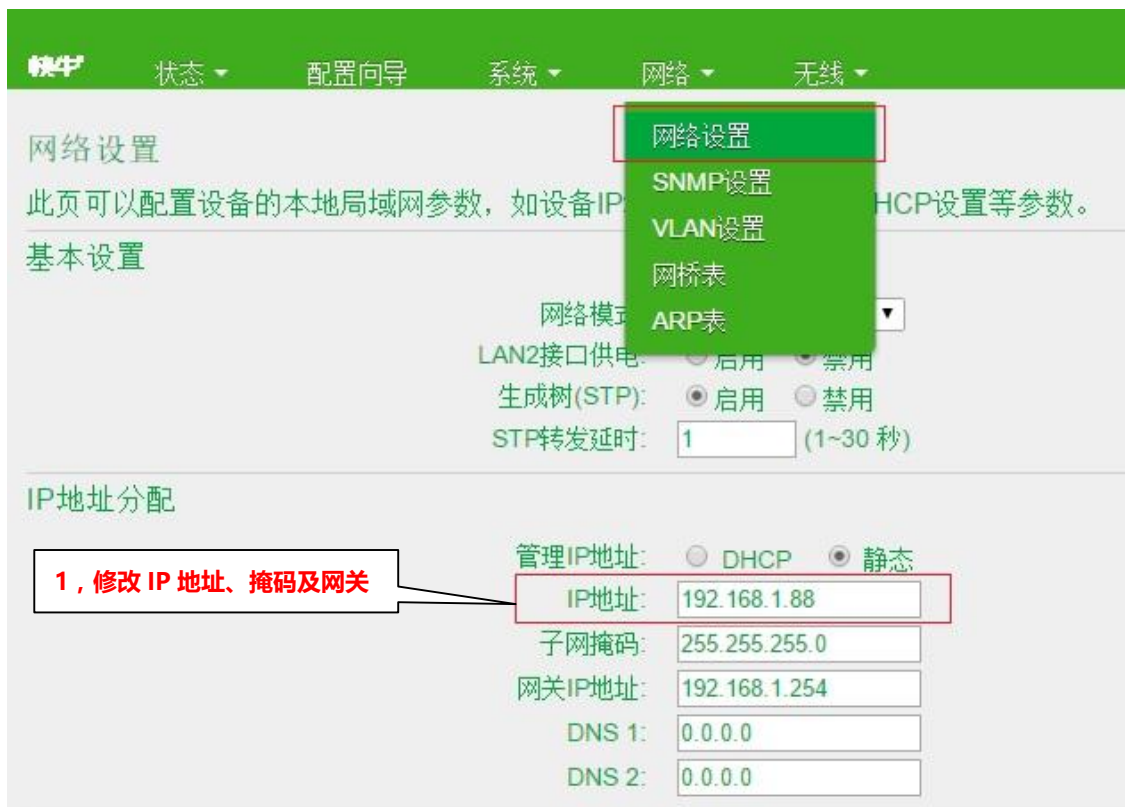 快牛 状态 配置向导 系统 网络 无线
网络设置
SNMP设置
VLAN设置
网桥表
ARP表
网络设置
此页可以配置设备的本地局域网参数，如设备IP HCP设置等参数。
基本设置
网络模式
LAN2接口供电: 启用 禁用
生成树(STP): 启用 禁用
STP转发延时: 1 (1~30 秒)
IP地址分配
1，修改 IP 地址、掩码及网关
管理IP地址: DHCP 静态
IP地址: 192.168.1.88
子网掩码: 255.255.255.0
网关IP地址: 192.168.1.254
DNS 1: 0.0.0.0
DNS 2: 0.0.0.0